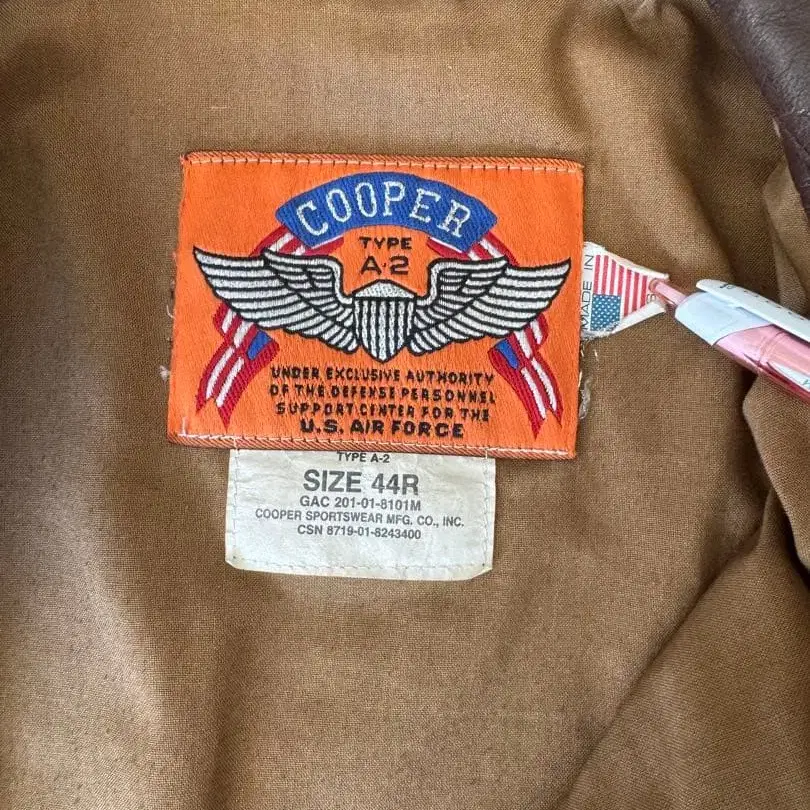 COOPER
TYPE
A-2
UNDER EXCLUSIVE AUTHORITY
OF THE DEFENSE PERSONNEL
SUPPORT CENTER FOR THE
U.S. AIR FORCE
MADE IN
TYPE A-2
SIZE 44R
GAC 201-01-8101M
COOPER SPORTSWEAR MFG. CO., INC.
CSN 8719-01-8243400